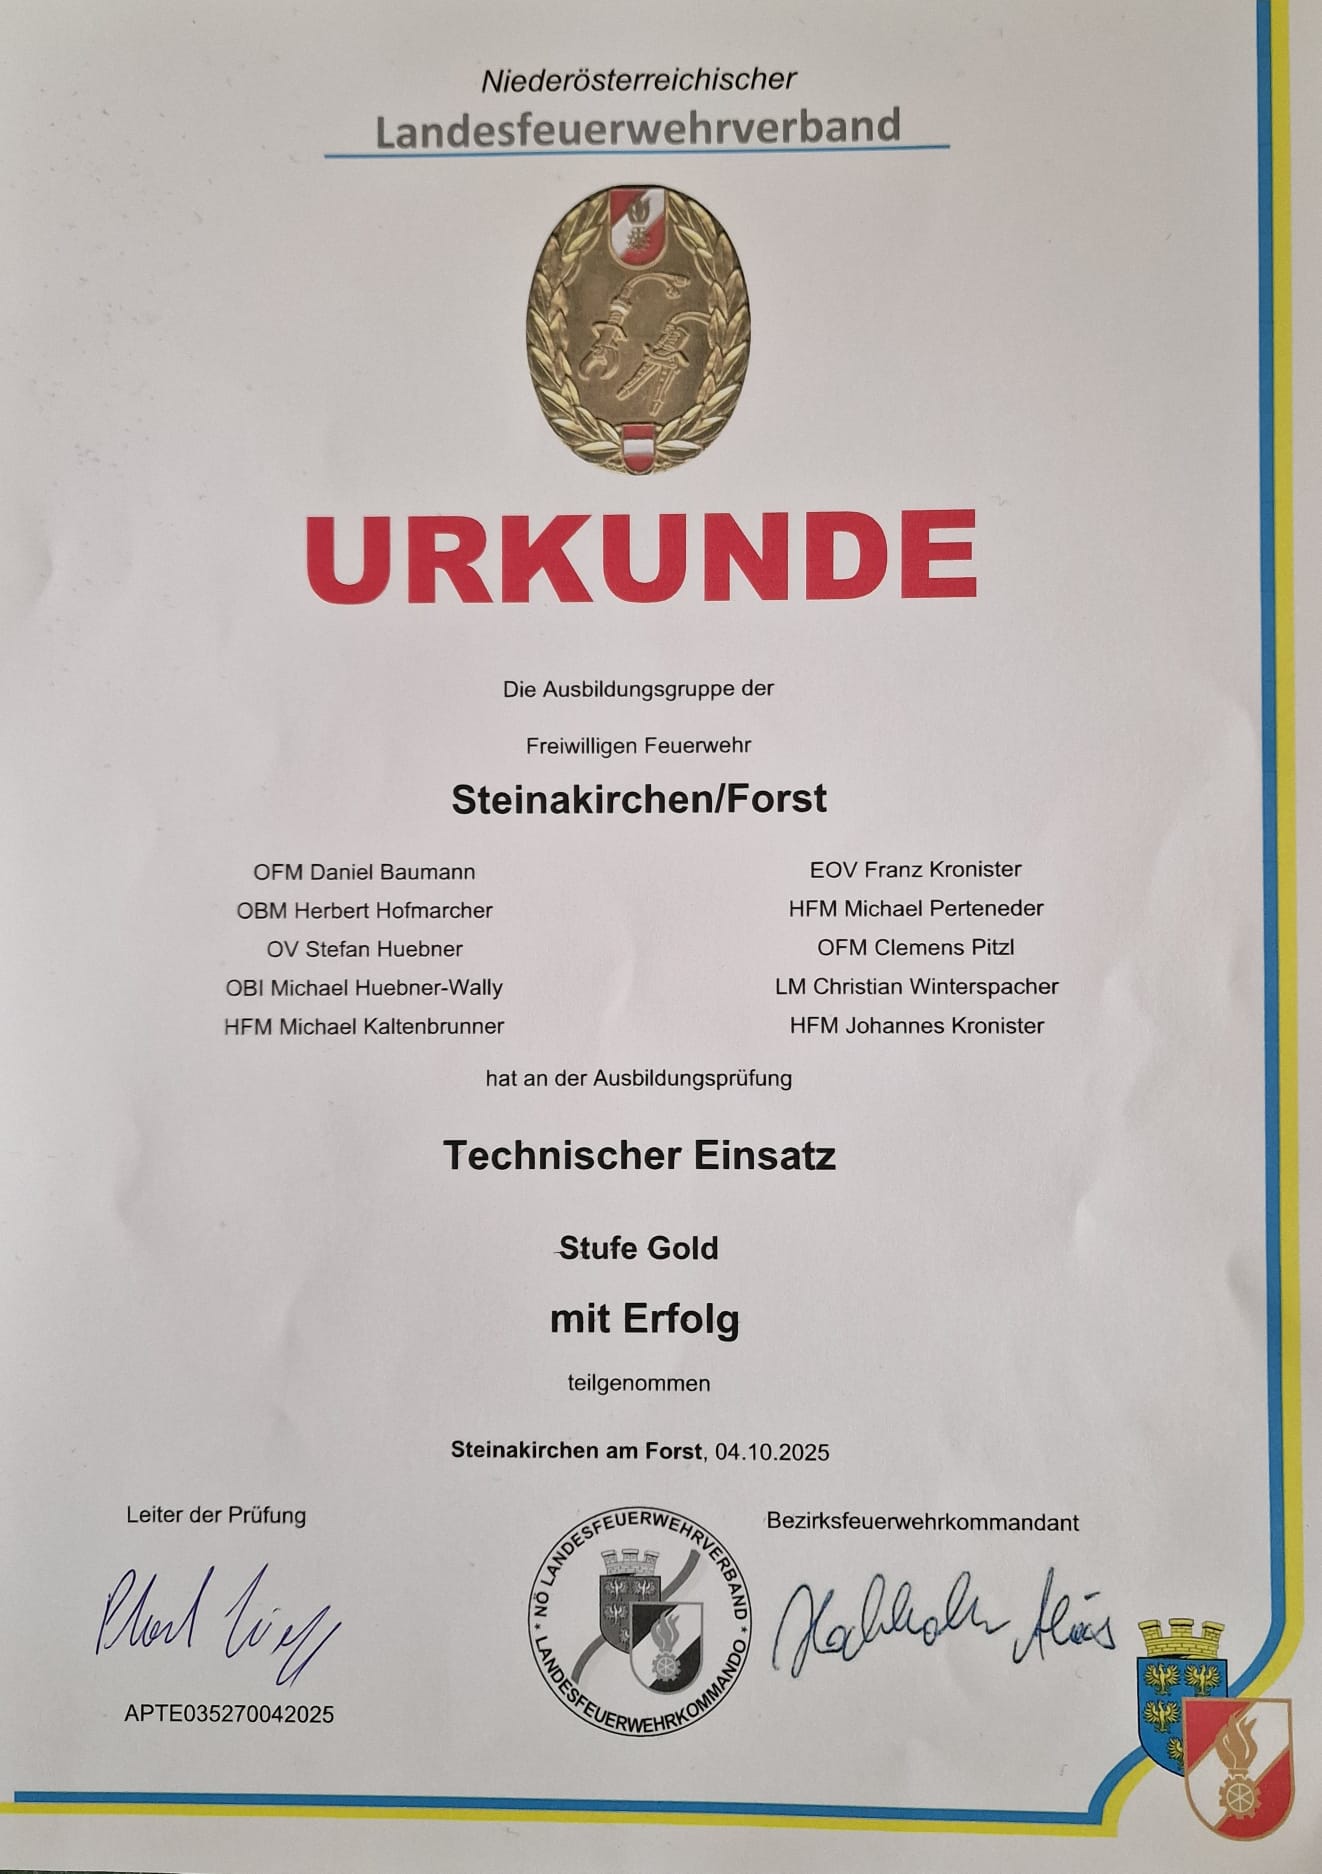 Niederösterreichischer
Landesfeuerwehrverband
URKUNDE
Die Ausbildungsgruppe der
Freiwilligen Feuerwehr
Steinakirchen/Forst
OFM Daniel Baumann
OBM Herbert Hofmarcher
OV Stefan Huebner
OBI Michael Huebner-Wally
HFM Michael Kaltenbrunner
EOV Franz Kronister
HFM Michael Perteneder
OFM Clemens Pitzl
LM Christian Winterspacher
HFM Johannes Kronister
hat an der Ausbildungsprüfung
Technischer Einsatz
Stufe Gold
mit Erfolg
teilgenommen
Steinakirchen am Forst, 04.10.2025
Leiter der Prüfung
APTE035270042025
* NÖ LANDESFEUERWEHRVERBAND *
LANDESFEUERWEHRKOMMANDO
Bezirksfeuerwehrkommandant